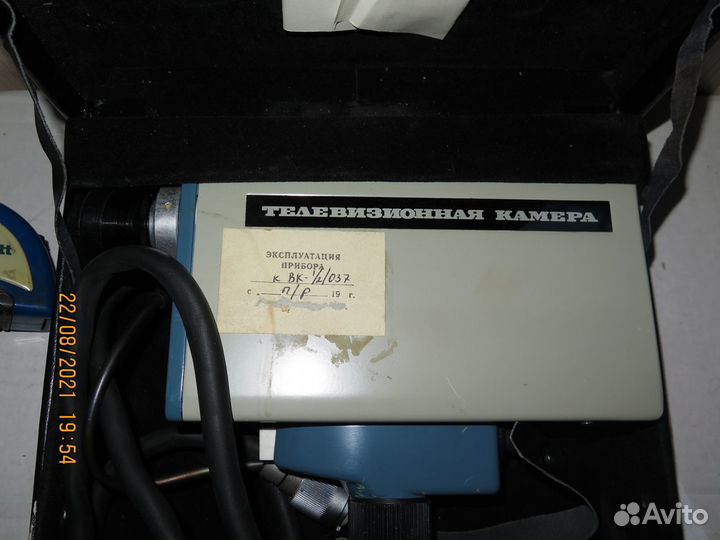 ТЕЛЕВИЗИОННАЯ КАМЕРА
ЭКСПЛУАТАЦИЯ
ПРИБОРА
к ВК-1/2/037
с П/Р 19 г.
22/08/2021 19:54
Avito